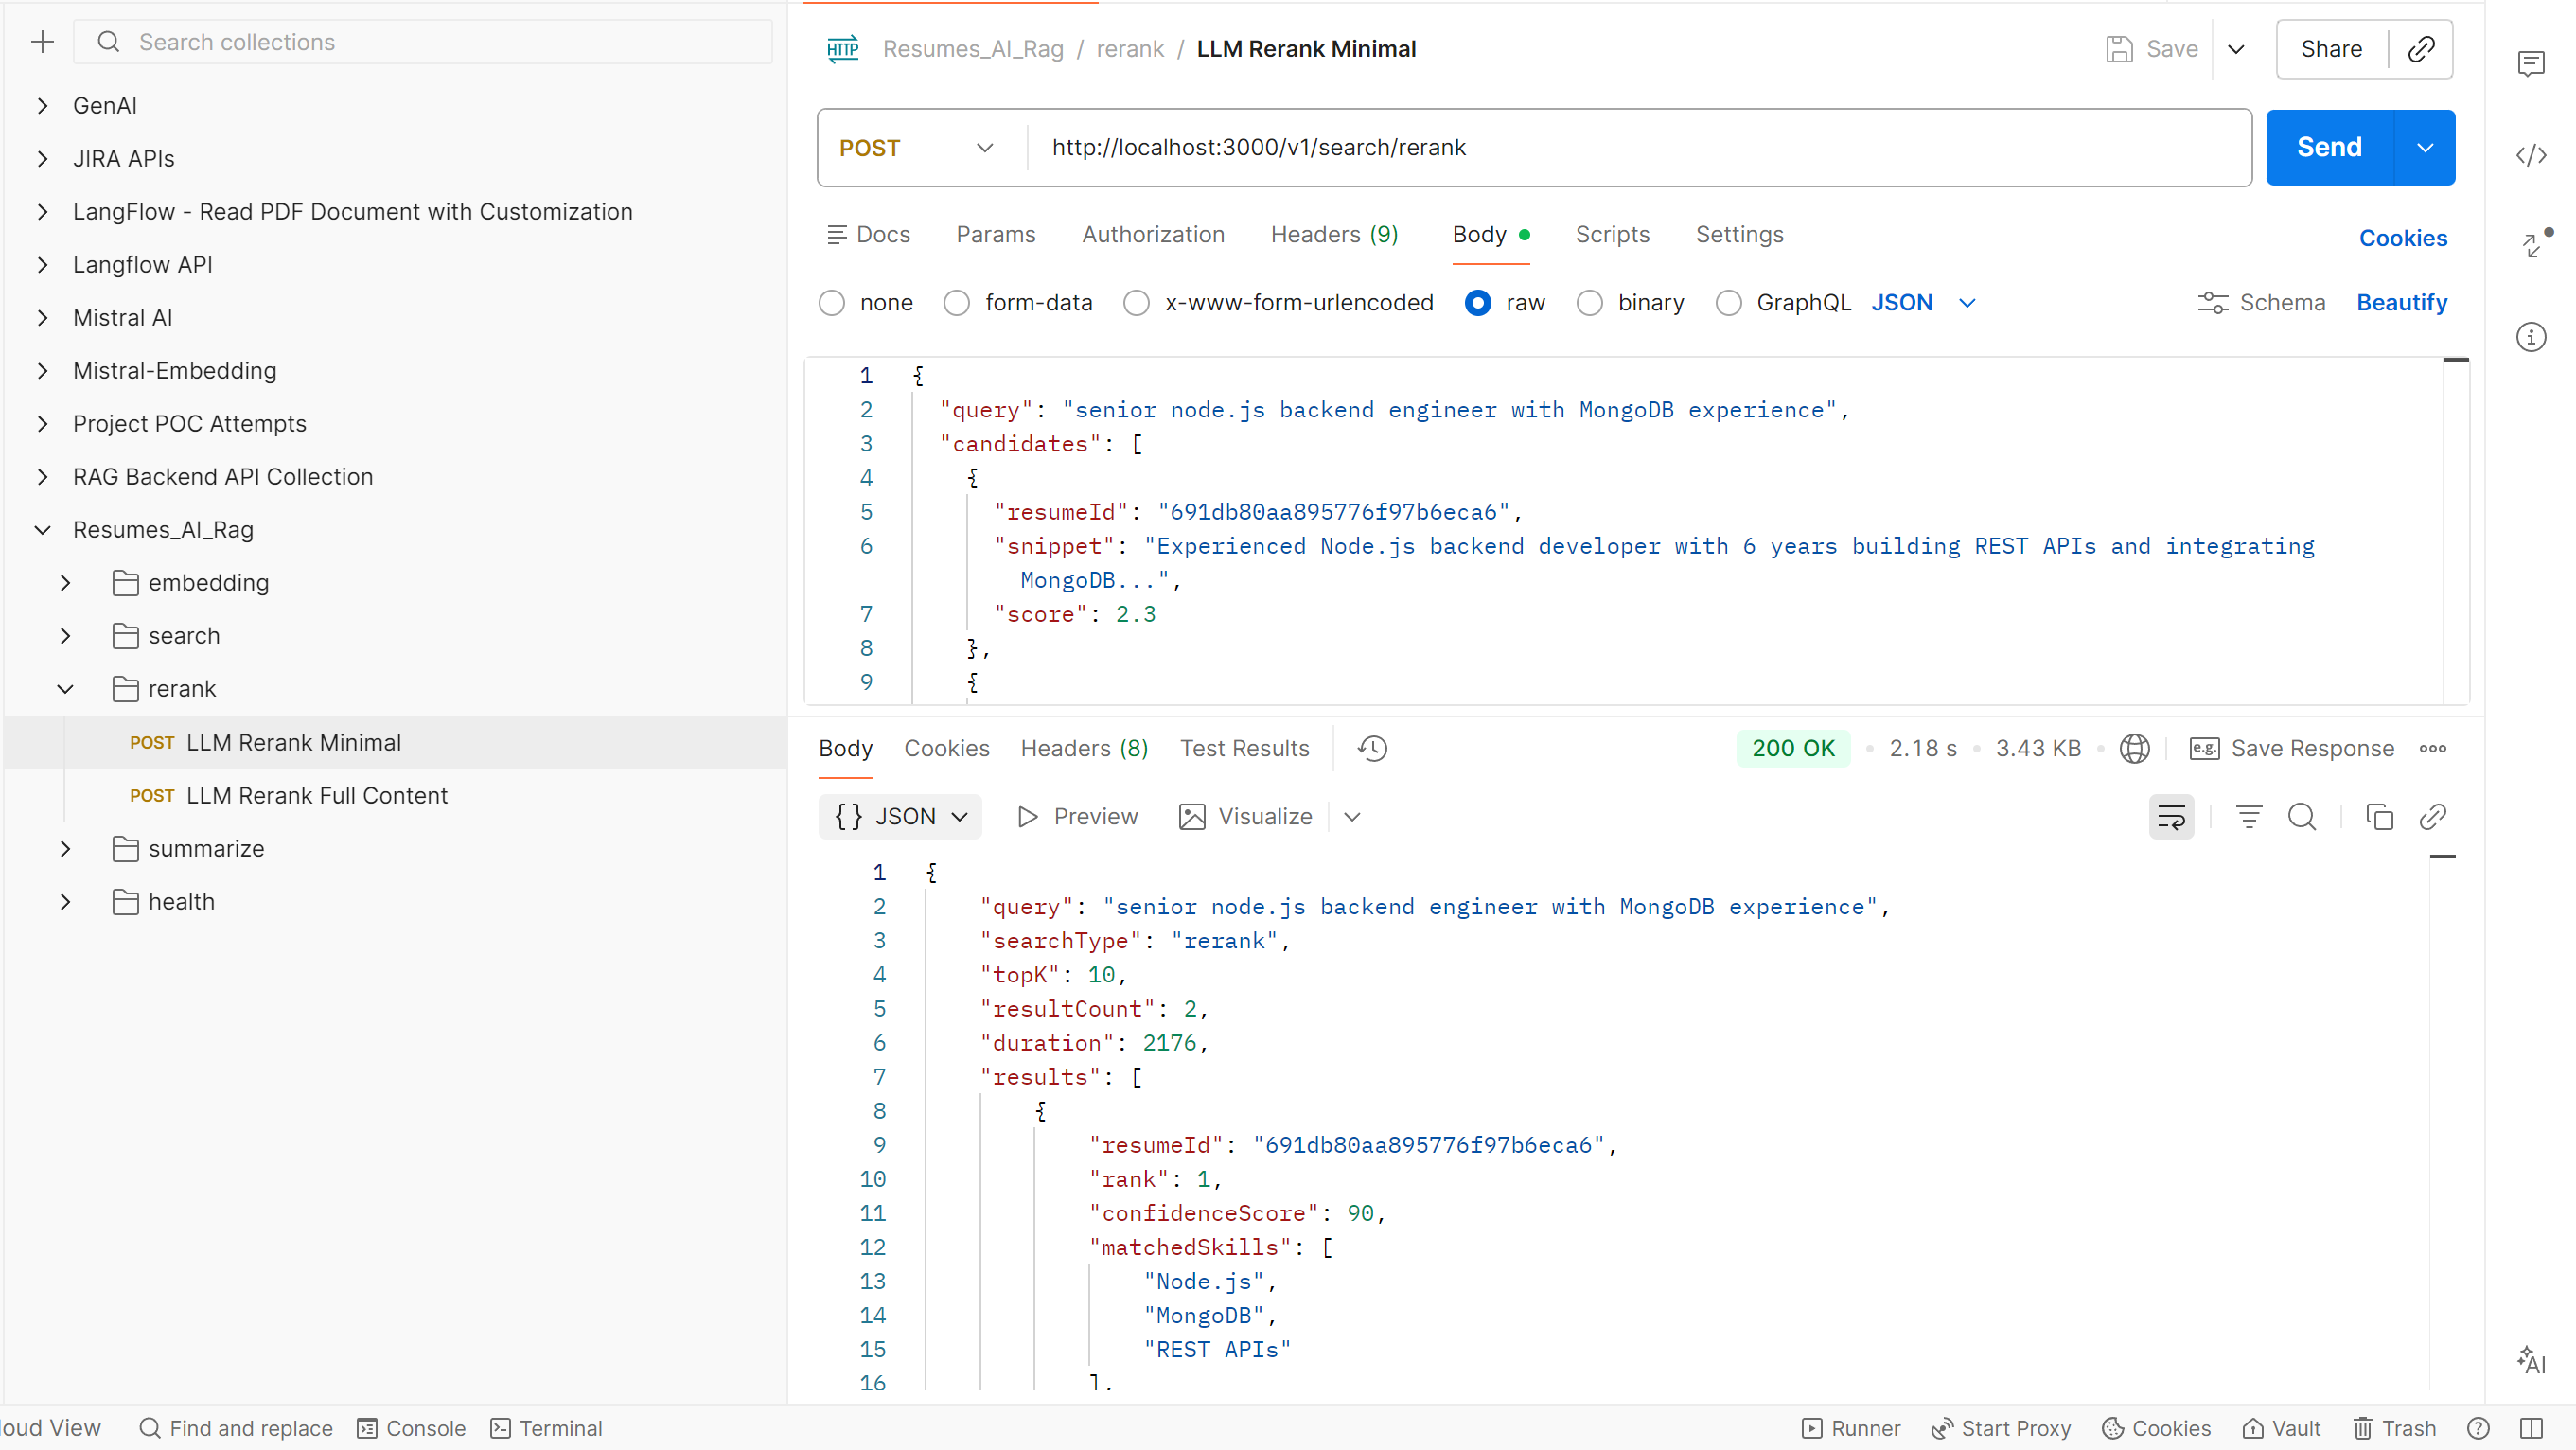 Search collections
GenAI
JIRA APIs
LangFlow - Read PDF Document with Customization
Langflow API
Mistral AI
Mistral-Embedding
Project POC Attempts
RAG Backend API Collection
Resumes_AI_Rag
embedding
search
rerank
POST LLM Rerank Minimal
POST LLM Rerank Full Content
summarize
health
HTTP Resumes_AI_Rag / rerank / LLM Rerank Minimal
Save
Share
POST http://localhost:3000/v1/search/rerank
Send
Docs Params Authorization Headers (9) Body Scripts Settings
Cookies
none form-data x-www-form-urlencoded raw binary GraphQL JSON
Schema Beautify
1 {
2 "query": "senior node.js backend engineer with MongoDB experience",
3 "candidates": [
4 {
5 "resumeId": "691db80aa895776f97b6eca6",
6 "snippet": "Experienced Node.js backend developer with 6 years building REST APIs and integrating
MongoDB...",
7 "score": 2.3
8 },
9 {
Body Cookies Headers (8) Test Results
200 OK • 2.18 s • 3.43 KB •
e.g. Save Response
{} JSON Preview Visualize
1 {
2 "query": "senior node.js backend engineer with MongoDB experience",
3 "searchType": "rerank",
4 "topK": 10,
5 "resultCount": 2,
6 "duration": 2176,
7 "results": [
8 {
9 "resumeId": "691db80aa895776f97b6eca6",
10 "rank": 1,
11 "confidenceScore": 90,
12 "matchedSkills": [
13 "Node.js",
14 "MongoDB",
15 "REST APIs"
16 ],
AI
loud View Find and replace Console Terminal
Runner Start Proxy Cookies Vault Trash